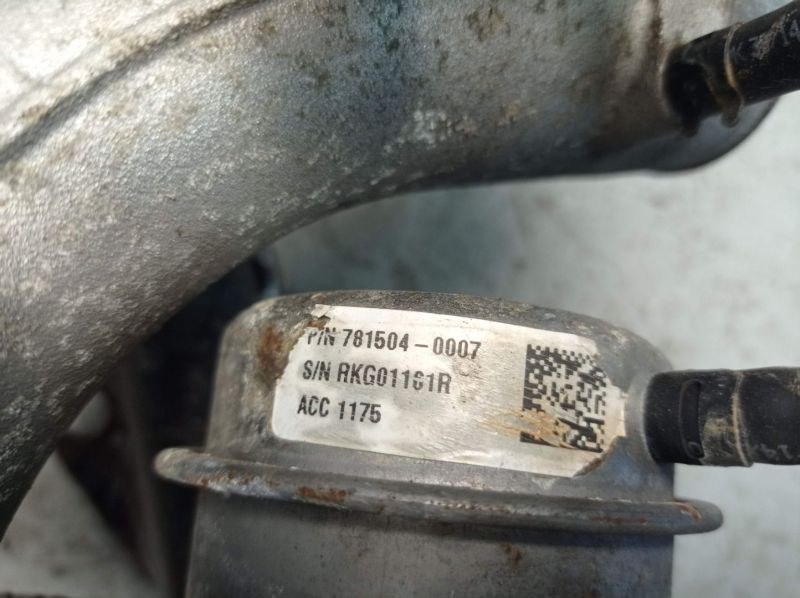 P/N 781504-0007
S/N RKG01161R
ACC 1175